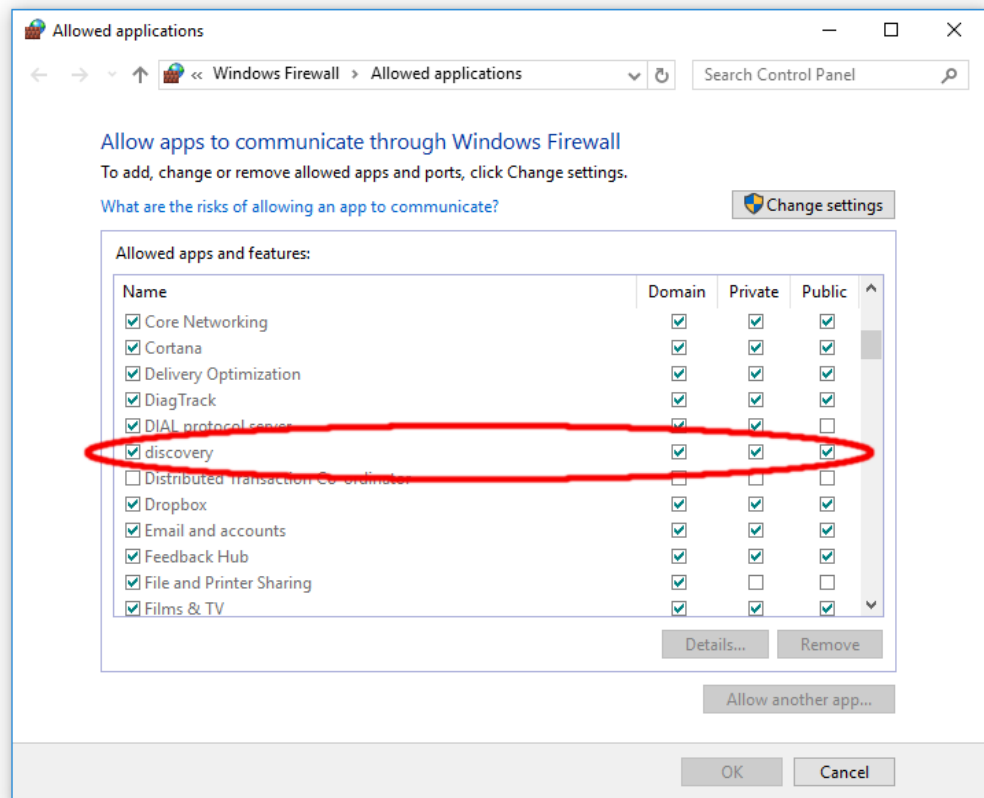 Allowed applications
« Windows Firewall > Allowed applications
Search Control Panel
Allow apps to communicate through Windows Firewall
To add, change or remove allowed apps and ports, click Change settings.
What are the risks of allowing an app to communicate?
Change settings
Allowed apps and features:
Name Domain Private Public
Core Networking
Cortana
Delivery Optimization
DiagTrack
DIAL protocol server
discovery
Distributed Transaction Co-ordinator
Dropbox
Email and accounts
Feedback Hub
File and Printer Sharing
Films & TV
Details... Remove
Allow another app...
OK Cancel